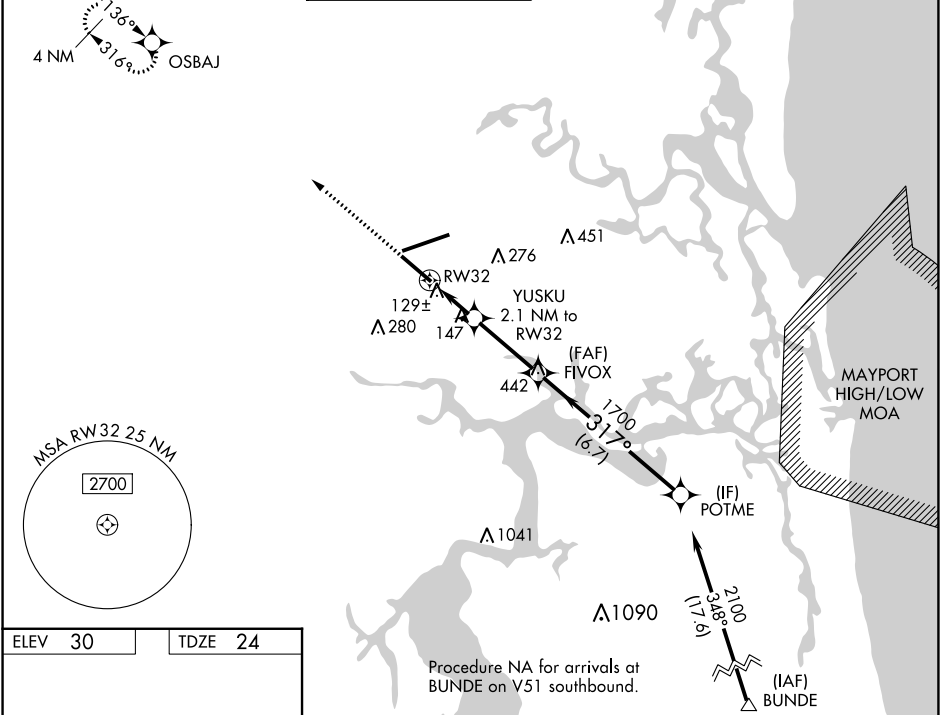 136°
4 NM
316°
OSBAJ
451
276
RW32
129±
YUSKU
2.1 NM to
RW32
280
147
(FAF)
FIVOX
442
MAYPORT
HIGH/LOW
MOA
1700
317°
(6.7)
MSA RW32 25 NM
2700
(IF)
POTME
1041
2100
348°
(17.6)
1090
ELEV 30
TDZE 24
Procedure NA for arrivals at
BUNDE on V51 southbound.
(IAF)
BUNDE